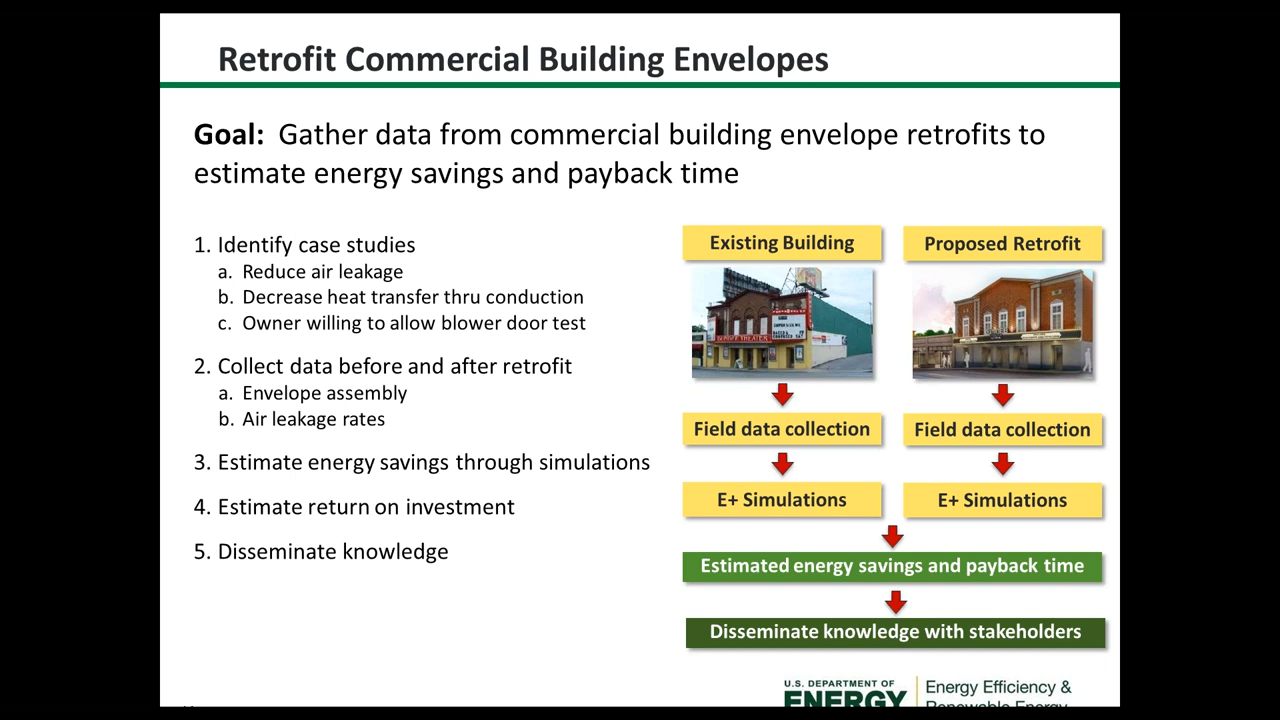 Retrofit Commercial Building Envelopes
Goal: Gather data from commercial building envelope retrofits to
estimate energy savings and payback time
1. Identify case studies
a. Reduce air leakage
b. Decrease heat transfer thru conduction
c. Owner willing to allow blower door test
2. Collect data before and after retrofit
a. Envelope assembly
b. Air leakage rates
3. Estimate energy savings through simulations
4. Estimate return on investment
5. Disseminate knowledge
Existing Building
Proposed Retrofit
Field data collection
Field data collection
E+ Simulations
E+ Simulations
Estimated energy savings and payback time
Disseminate knowledge with stakeholders
U.S. DEPARTMENT OF
ENERGY
Energy Efficiency &
Renewable Energy